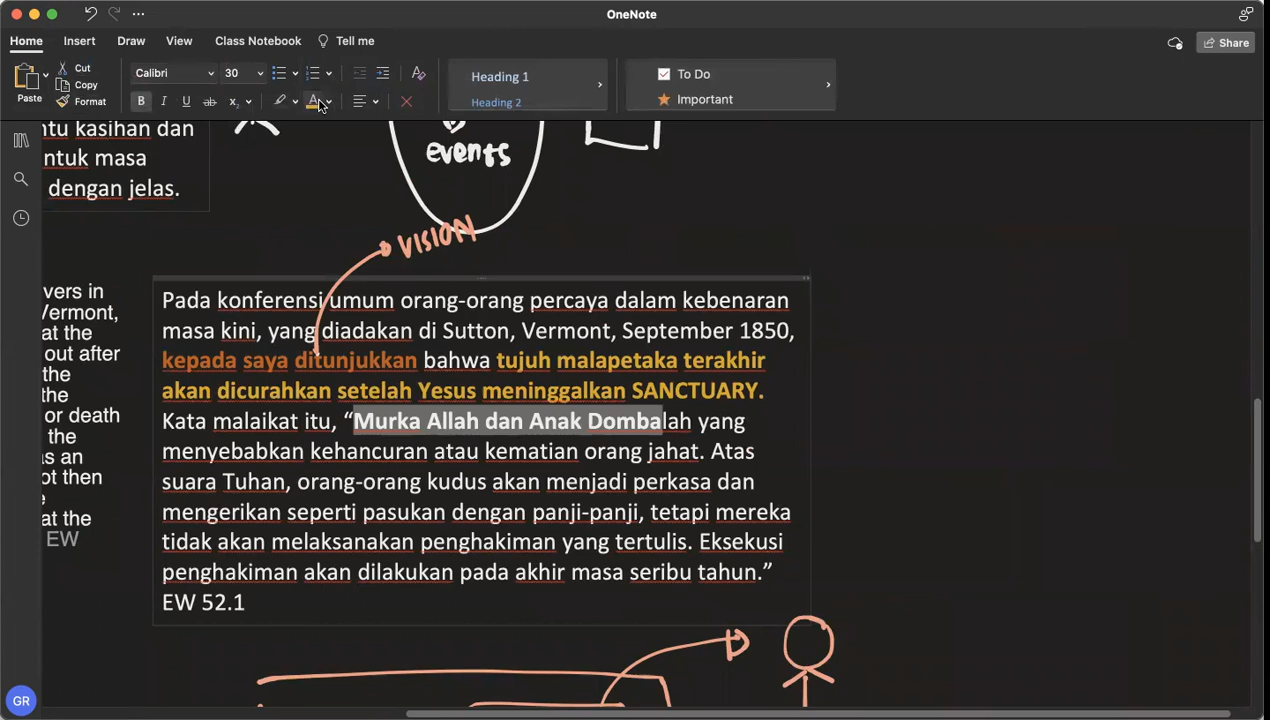 OneNote
Home Insert Draw View Class Notebook Tell me
Share
Paste
Cut
Copy
Format
Calibri 30
B I U ab x₂ A
Heading 1
Heading 2
To Do
Important
ntu kasihan dan
ntuk masa
dengan jelas.
events
VISION
vers in
Vermont,
at the
out after
the
the
or death
the
as an
ot then
e
at the
EW
Pada konferensi umum orang-orang percaya dalam kebenaran
masa kini, yang diadakan di Sutton, Vermont, September 1850,
kepada saya ditunjukkan bahwa tujuh malapetaka terakhir
akan dicurahkan setelah Yesus meninggalkan SANCTUARY.
Kata malaikat itu, “Murka Allah dan Anak Dombalah yang
menyebabkan kehancuran atau kematian orang jahat. Atas
suara Tuhan, orang-orang kudus akan menjadi perkasa dan
mengerikan seperti pasukan dengan panji-panji, tetapi mereka
tidak akan melaksanakan penghakiman yang tertulis. Eksekusi
penghakiman akan dilakukan pada akhir masa seribu tahun.”
EW 52.1
GR